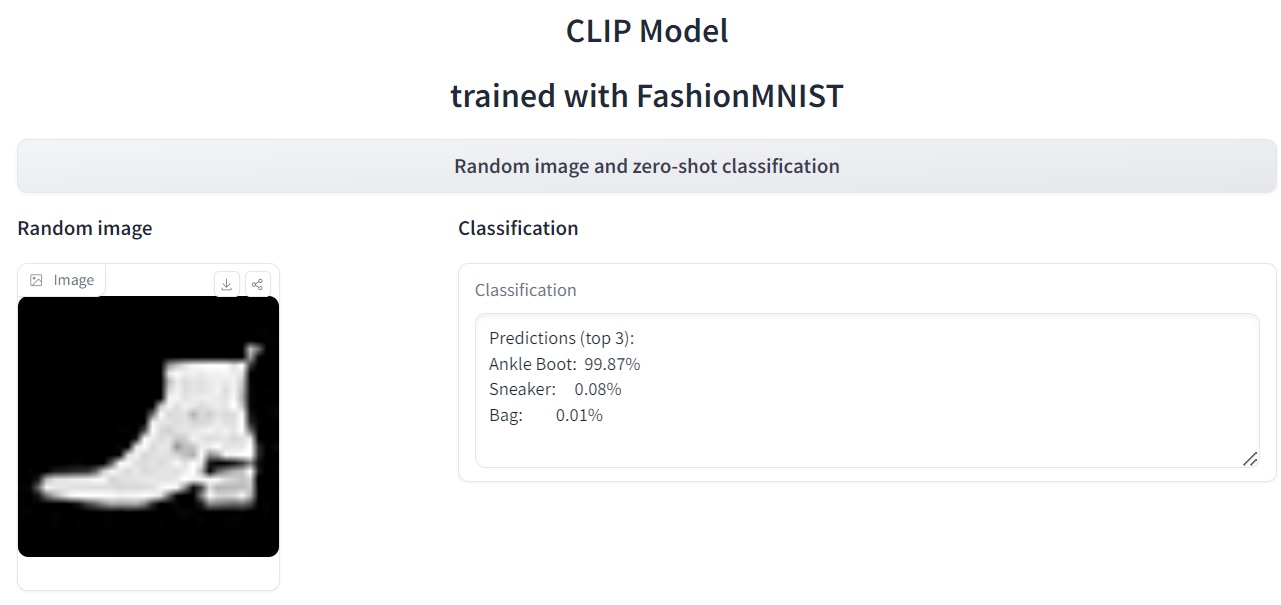 CLIP Model
trained with FashionMNIST
Random image and zero-shot classification
Random image
Classification
Image
Classification
Predictions (top 3):
Ankle Boot: 99.87%
Sneaker: 0.08%
Bag: 0.01%